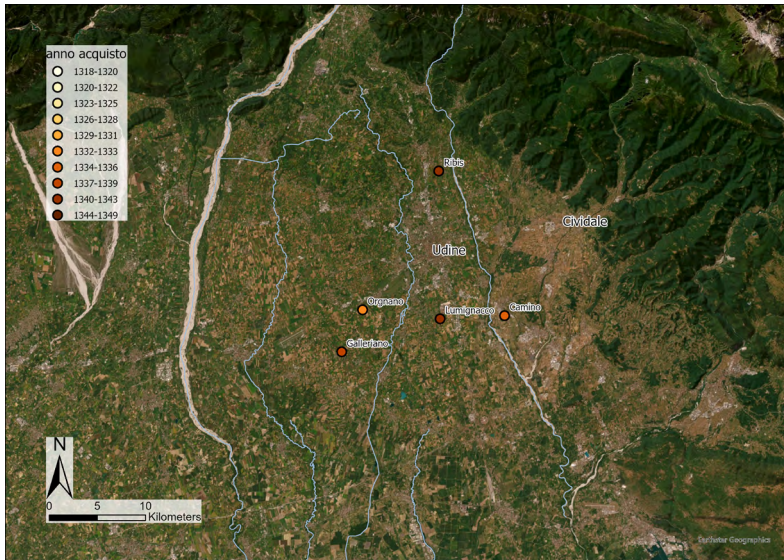 anno acquisto
1318-1320
1320-1322
1323-1325
1326-1328
1329-1331
1332-1333
1334-1336
1337-1339
1340-1343
1344-1349
Ribis
Cividale
Udine
Orgnano
Lumignacco
Camino
Galleriano
N
0 5 10
Kilometers
Earthstar Geographics